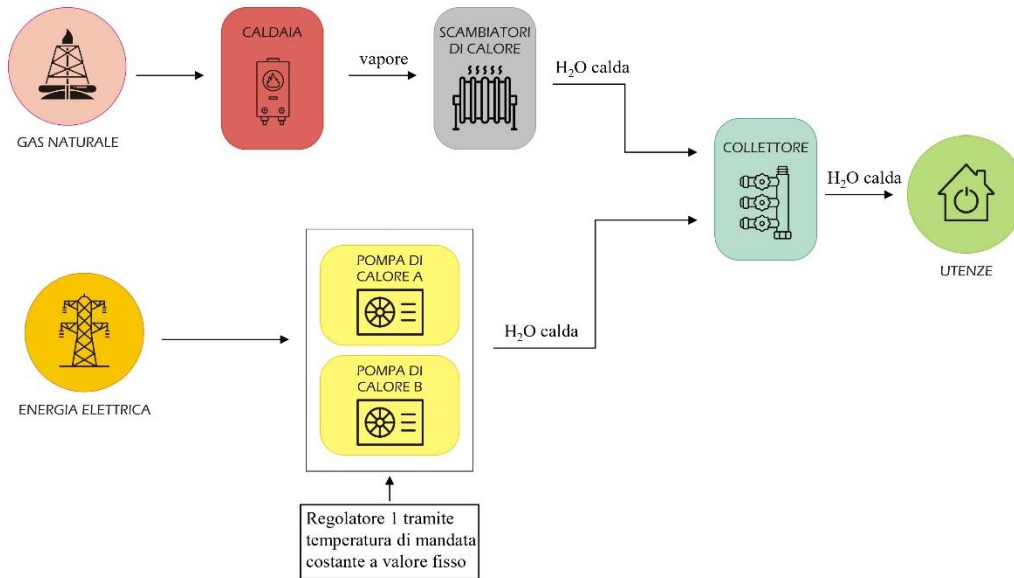 CALDAIA
SCAMBIATORI
DI CALORE
vapore
H₂O calda
GAS NATURALE
COLLETTORE
H₂O calda
UTENZE
POMPA DI
CALORE A
H₂O calda
POMPA DI
CALORE B
ENERGIA ELETTRICA
Regolatore 1 tramite
temperatura di mandata
costante a valore fisso